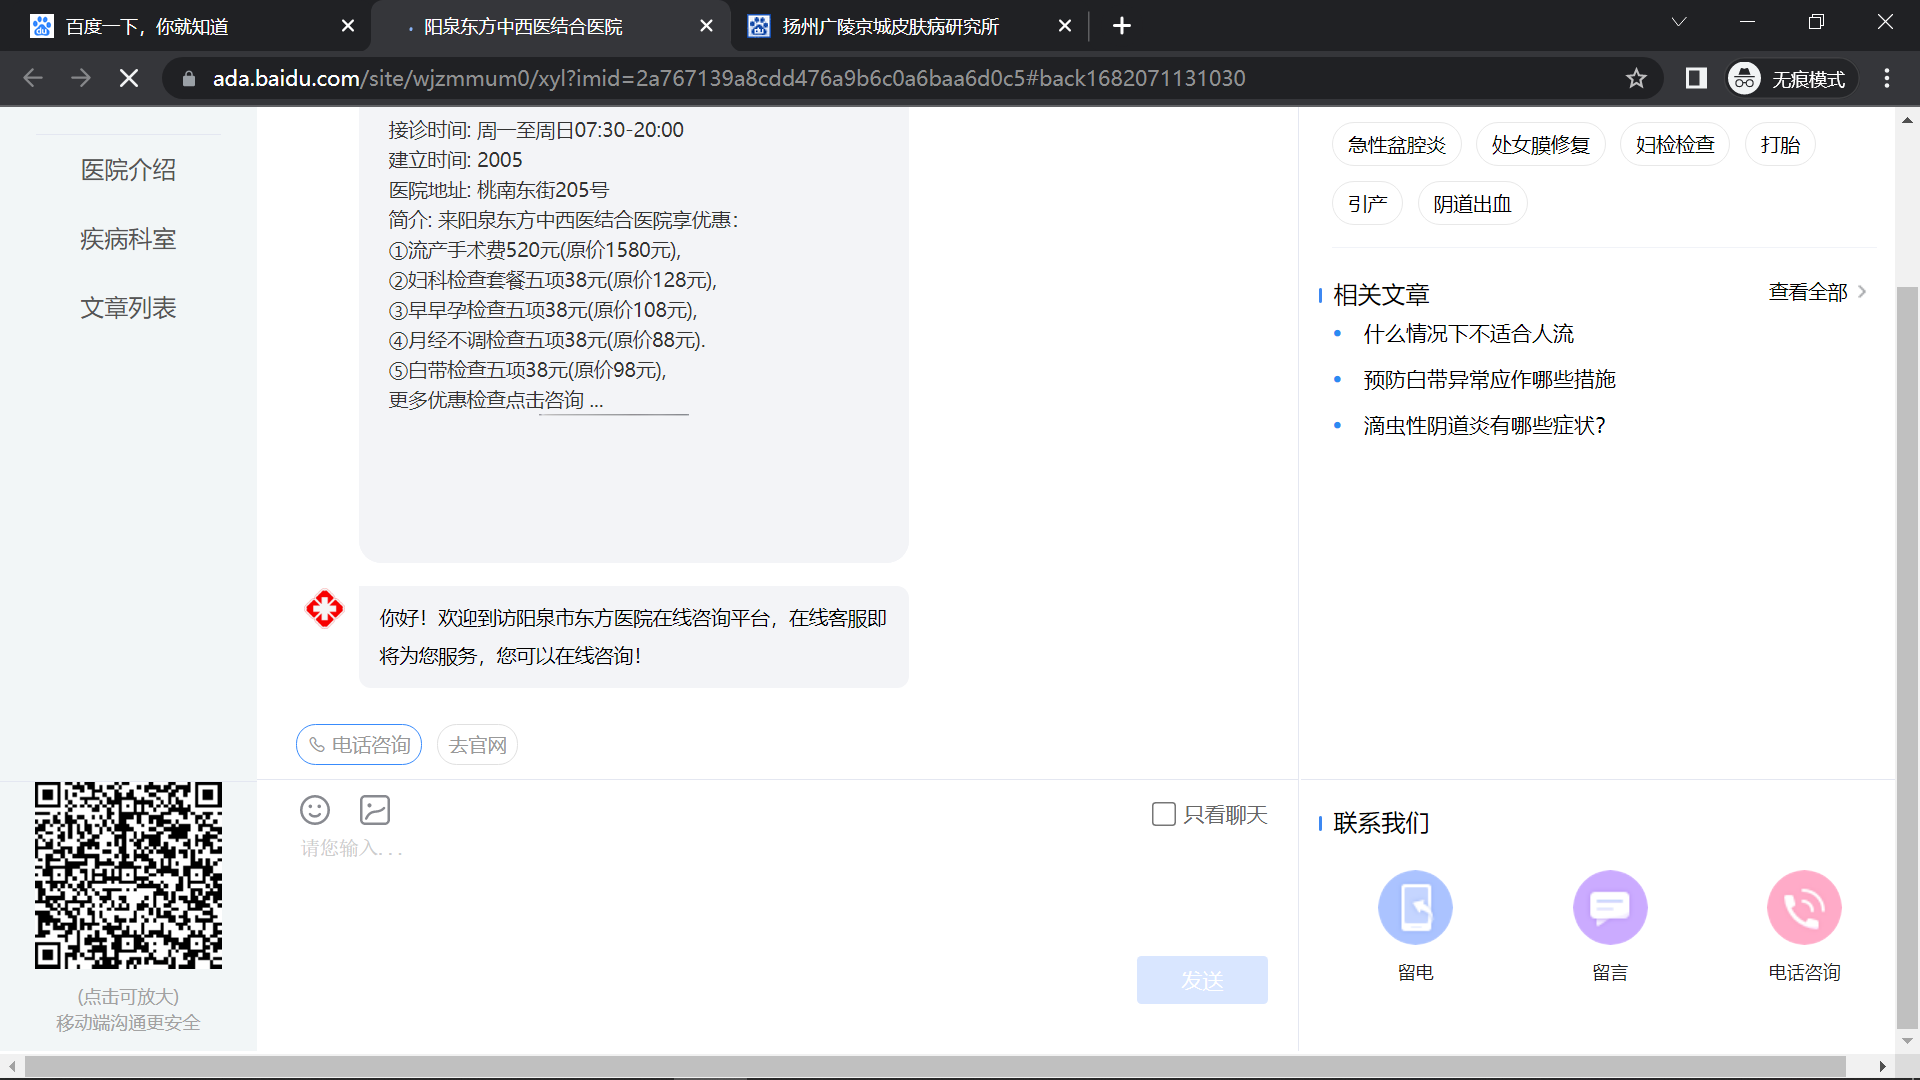 百度一下，你就知道
阳泉东方中西医结合医院
扬州广陵京城皮肤病研究所
ada.baidu.com/site/wjzmmum0/xyl?imid=2a767139a8cdd476a9b6c0a6baa6d0c5#back1682071131030
无痕模式
医院介绍
疾病科室
文章列表
(点击可放大)
移动端沟通更安全
接诊时间: 周一至周日07:30-20:00
建立时间: 2005
医院地址: 桃南东街205号
简介: 来阳泉东方中西医结合医院享优惠：
①流产手术费520元(原价1580元),
②妇科检查套餐五项38元(原价128元),
③早早孕检查五项38元(原价108元),
④月经不调检查五项38元(原价88元).
⑤白带检查五项38元(原价98元),
更多优惠检查点击咨询 ...
你好！欢迎到访阳泉市东方医院在线咨询平台，在线客服即
将为您服务，您可以在线咨询！
电话咨询
去官网
只看聊天
请您输入...
发送
急性盆腔炎
处女膜修复
妇检检查
打胎
引产
阴道出血
相关文章
查看全部
什么情况下不适合人流
预防白带异常应作哪些措施
滴虫性阴道炎有哪些症状？
联系我们
留电
留言
电话咨询